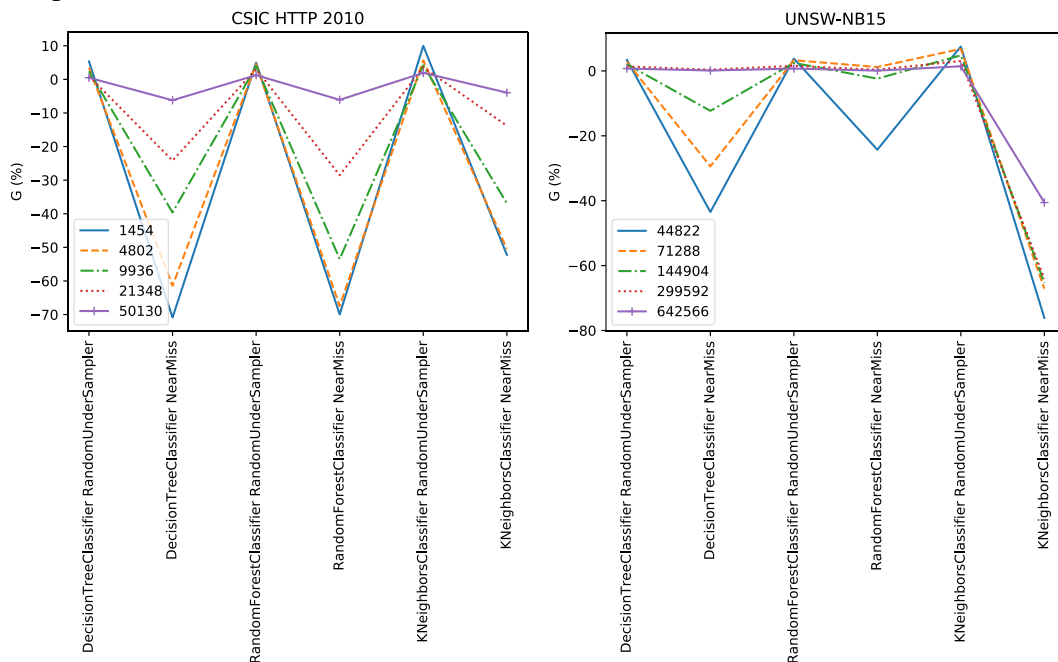 CSIC HTTP 2010
G (%)
10
0
−10
−20
−30
−40
−50
−60
−70
1454
4802
9936
21348
50130
DecisionTreeClassifier RandomUnderSampler
DecisionTreeClassifier NearMiss
RandomForestClassifier RandomUnderSampler
RandomForestClassifier NearMiss
KNeighborsClassifier RandomUnderSampler
KNeighborsClassifier NearMiss
UNSW-NB15
G (%)
0
−20
−40
−60
−80
44822
71288
144904
299592
642566
DecisionTreeClassifier RandomUnderSampler
DecisionTreeClassifier NearMiss
RandomForestClassifier RandomUnderSampler
RandomForestClassifier NearMiss
KNeighborsClassifier RandomUnderSampler
KNeighborsClassifier NearMiss